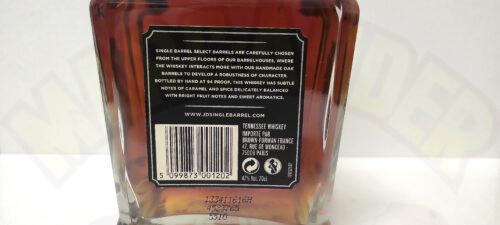 SINGLE BARREL SELECT BARRELS ARE CAREFULLY CHOSEN
FROM THE UPPER FLOORS OF OUR BARRELHOUSES, WHERE
THE WHISKEY INTERACTS MORE WITH OUR HANDMADE OAK
BARRELS TO DEVELOP A ROBUSTNESS OF CHARACTER.
BOTTLED BY HAND AT 94 PROOF, THIS WHISKEY HAS SUBTLE
NOTES OF CARAMEL AND SPICE DELICATELY BALANCED
WITH BRIGHT FRUIT NOTES AND SWEET AROMATICS.
WWW.JDSINGLEBARREL.COM
TENNESSEE WHISKEY
IMPORTÉ PAR
BROWN-FORMAN FRANCE
47, RUE DE MONCEAU
75008 PARIS
47% Vol. 70cl
5 099873 001202